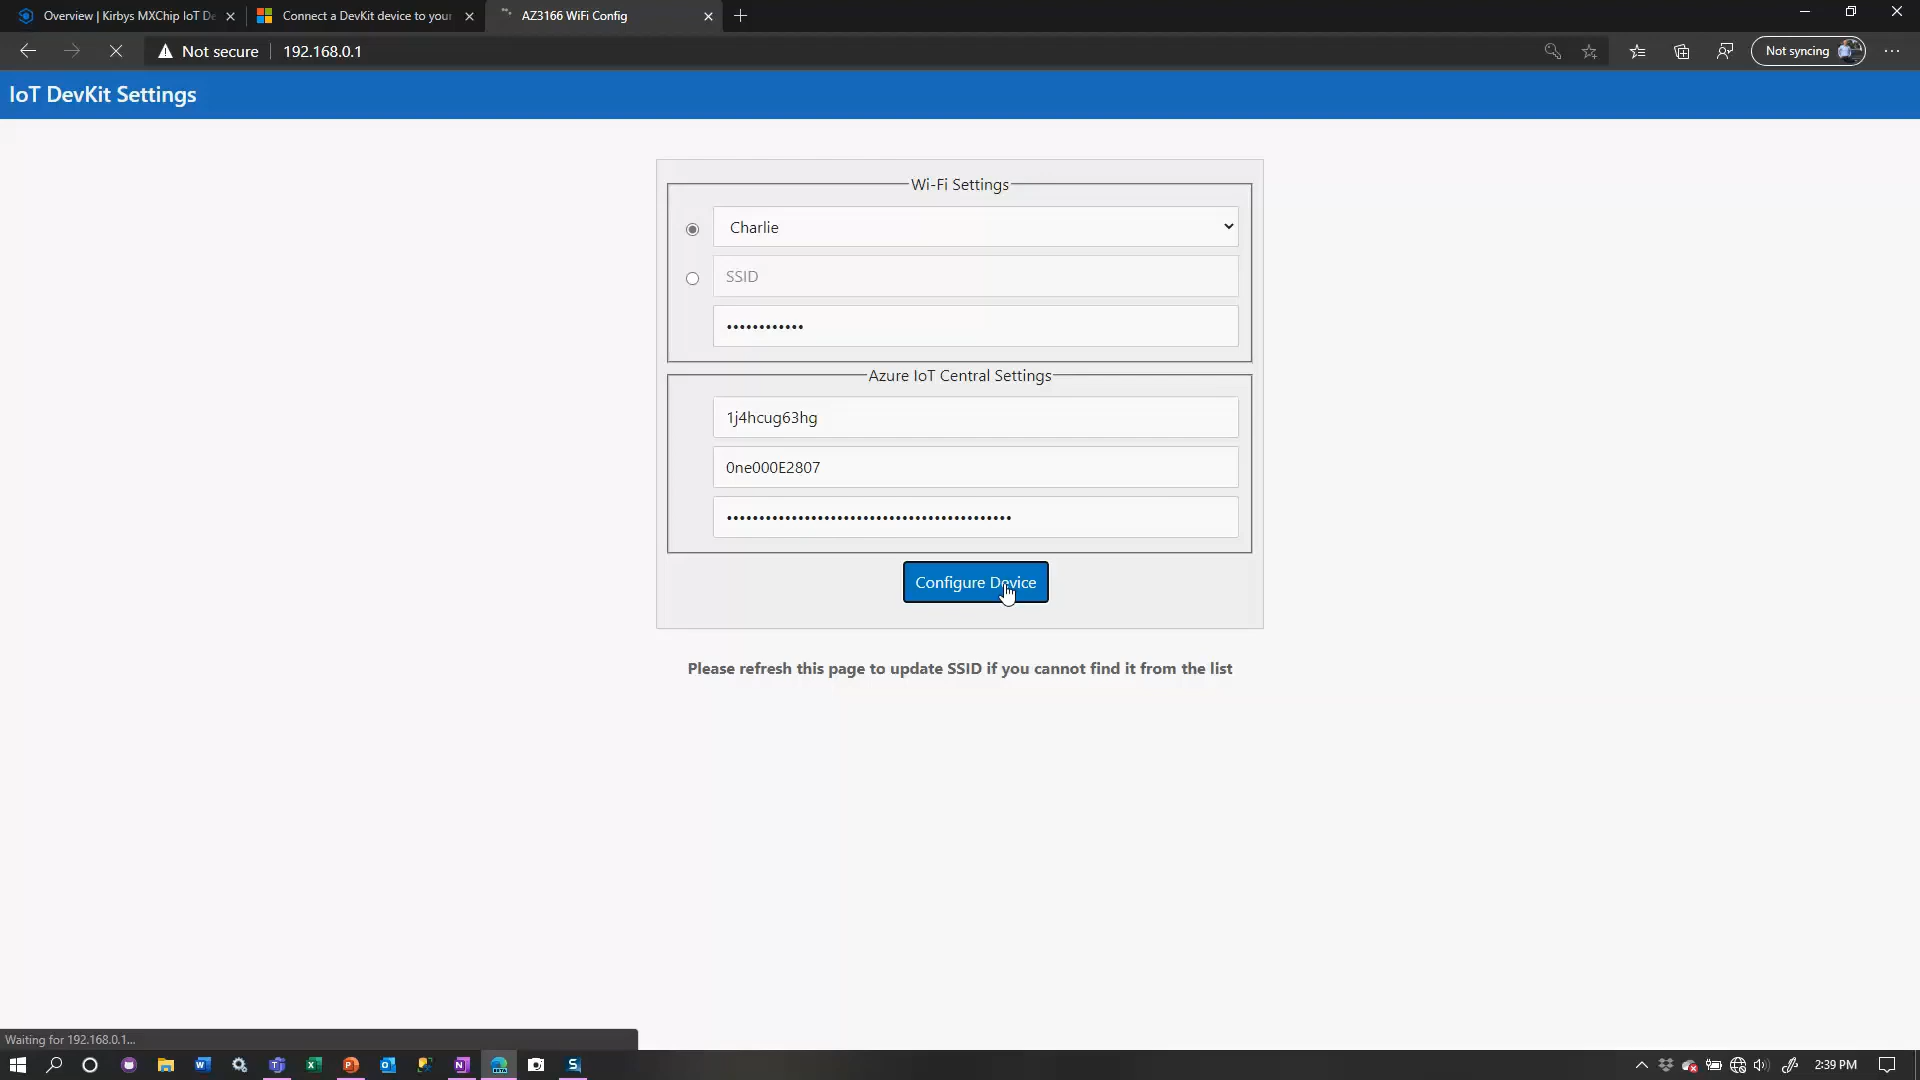 Overview | Kirbys MXChip IoT De
Connect a DevKit device to your
AZ3166 WiFi Config
Not secure
192.168.0.1
Not syncing
IoT DevKit Settings
Wi-Fi Settings
Charlie
SSID
••••••••••••
Azure IoT Central Settings
1j4hcug63hg
0ne000E2807
••••••••••••••••••••••••••••••••••••••••••••
Configure Device
Please refresh this page to update SSID if you cannot find it from the list
Waiting for 192.168.0.1...
2:39 PM